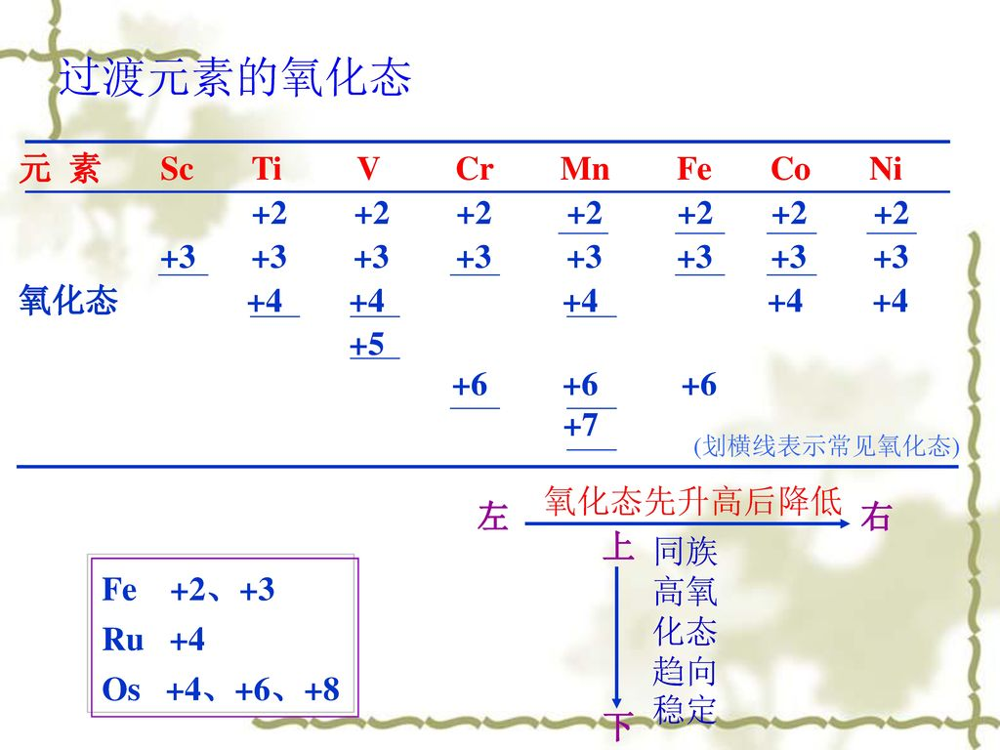 过渡元素的氧化态
元 素 Sc Ti V Cr Mn Fe Co Ni
+2 +2 +2 +2 +2 +2 +2
+3 +3 +3 +3 +3 +3 +3 +3
氧化态 +4 +4 +4 +4 +4
+5
+6 +6 +6
+7
(划横线表示常见氧化态)
左 氧化态先升高后降低 右
上
同族
高氧
化态
趋向
稳定
下
Fe +2、+3
Ru +4
Os +4、+6、+8